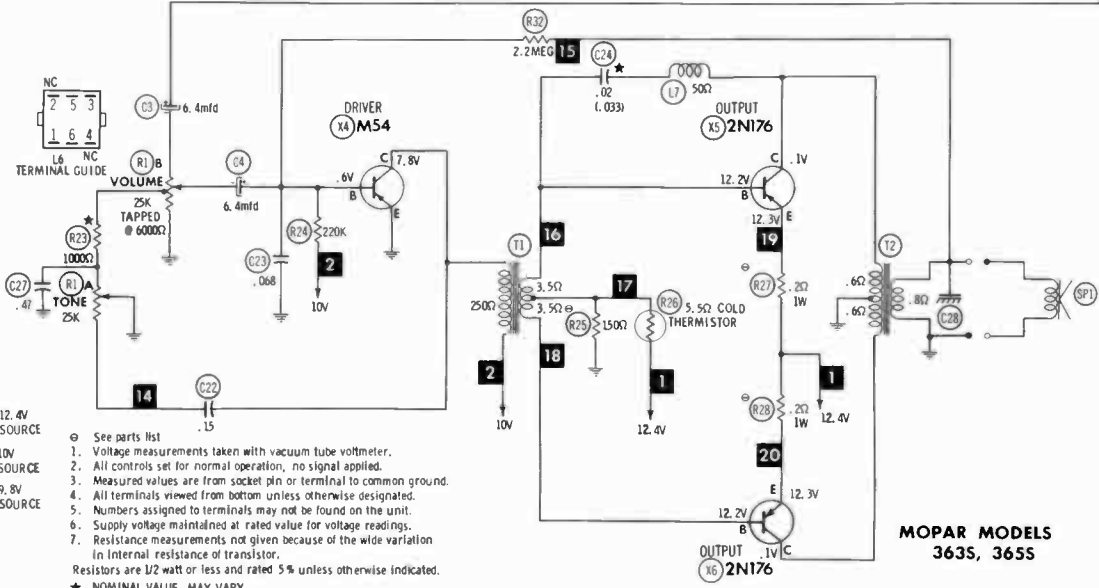 R32
2.2MEG
15
C24
★
.02
(.033)
L7
50Ω
NC
2 5 3
1 6 4
L6 NC
TERMINAL GUIDE
C3
6.4mfd
DRIVER
X4 M54
C
7.8V
.6V
B
E
OUTPUT
X5 2N176
C
.1V
12.2V
B
12.3V
E
R1 B
VOLUME
25K
TAPPED
@ 6000Ω
C4
6.4mfd
★
R23
1000Ω
C27
.47
R1 A
TONE
25K
R24
220K
C23
.068
2
10V
T1
250Ω
16
3.5Ω
3.5Ω
⊖
R25
150Ω
17
R26
5.5Ω COLD
THERMISTOR
18
2
10V
1
12.4V
19
⊖
R27
.2Ω
1W
T2
.6Ω
.6Ω
.8Ω
C28
SP1
1
12.4V
⊖
R28
.2Ω
1W
20
E
12.3V
12.2V
B
.1V
C
OUTPUT
X6 2N176
14
C22
.15
12.4V
SOURCE
10V
SOURCE
9.8V
SOURCE
⊖ See parts list
1. Voltage measurements taken with vacuum tube voltmeter.
2. All controls set for normal operation, no signal applied.
3. Measured values are from socket pin or terminal to common ground.
4. All terminals viewed from bottom unless otherwise designated.
5. Numbers assigned to terminals may not be found on the unit.
6. Supply voltage maintained at rated value for voltage readings.
7. Resistance measurements not given because of the wide variation
in internal resistance of transistor.
Resistors are 1/2 watt or less and rated 5% unless otherwise indicated.
★ NOMINAL VALUE, MAY VARY
MOPAR MODELS
363S, 365S